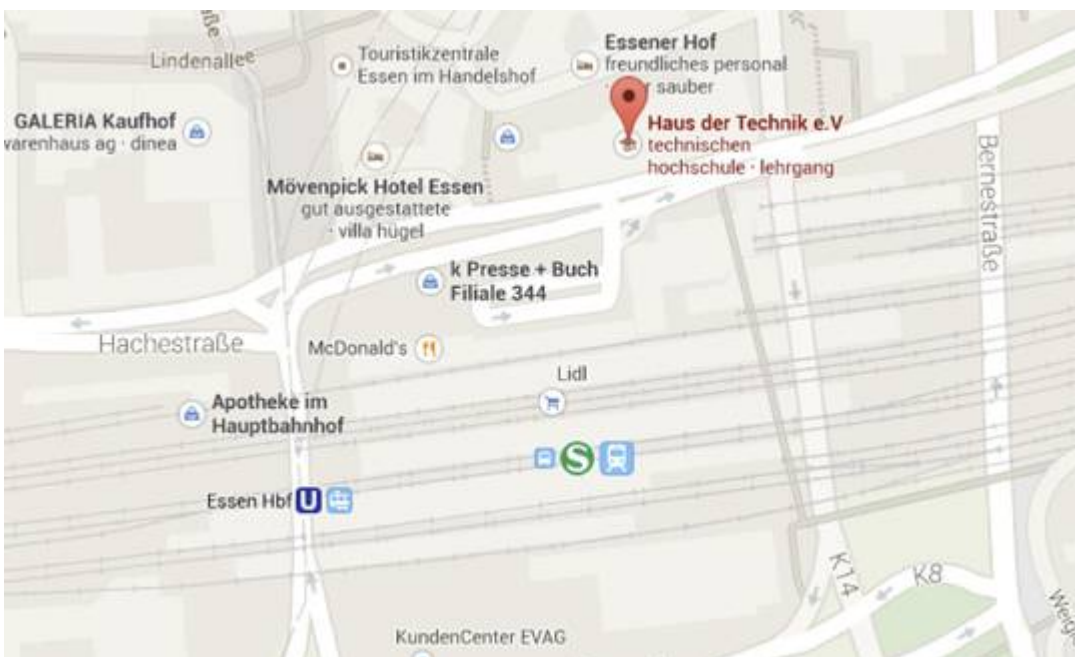 Lindenallee
Touristikzentrale
Essen im Handelshof
Essener Hof
freundliches personal
sauber
GALERIA Kaufhof
warenhaus ag · dinea
Haus der Technik e.V
technischen
hochschule · lehrgang
Mövenpick Hotel Essen
gut ausgestattete
· villa hügel
Bernestraße
k Presse + Buch
Filiale 344
Hachestraße
McDonald's
Lidl
Apotheke im
Hauptbahnhof
S
Essen Hbf U
K14
K8
KundenCenter EVAG